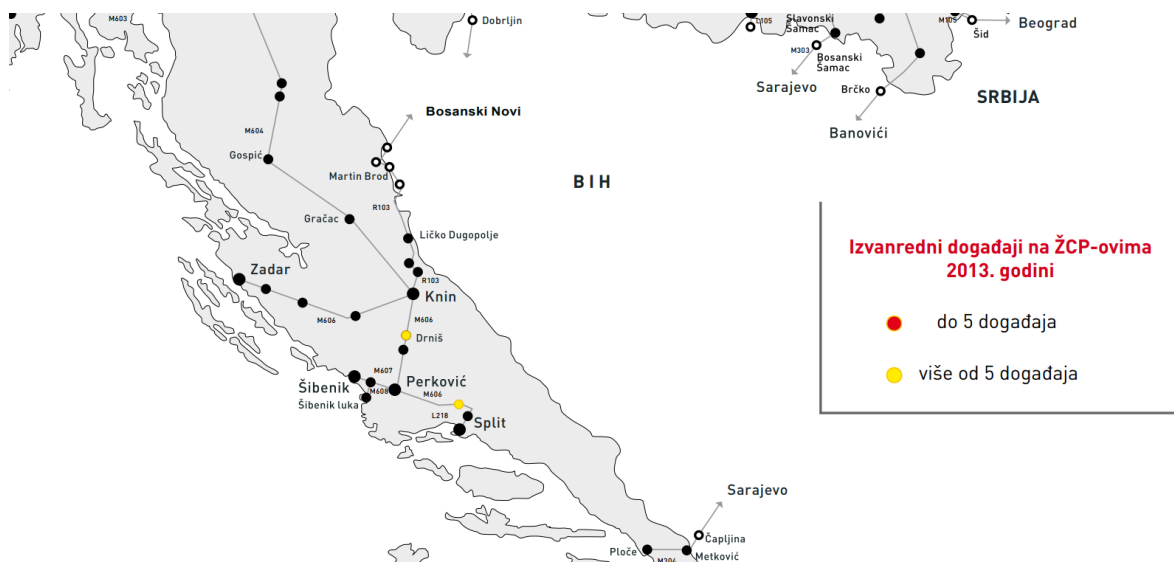 M603
Dobrljin
L105
Slavonski
Šamac
M303
Bosanski
Šamac
Sarajevo
M105
Šid
Beograd
Brčko
SRBIJA
Banovići
Bosanski Novi
M604
Gospić
Martin Brod
BIH
R103
Gračac
Ličko Dugopolje
Zadar
R103
Knin
M606
M606
Drniš
M607
Šibenik
M608
Perković
Šibenik luka
M606
L218
Split
Izvanredni događaji na ŽCP-ovima
2013. godini
do 5 događaja
više od 5 događaja
Sarajevo
Čapljina
Ploče
Metković
M304